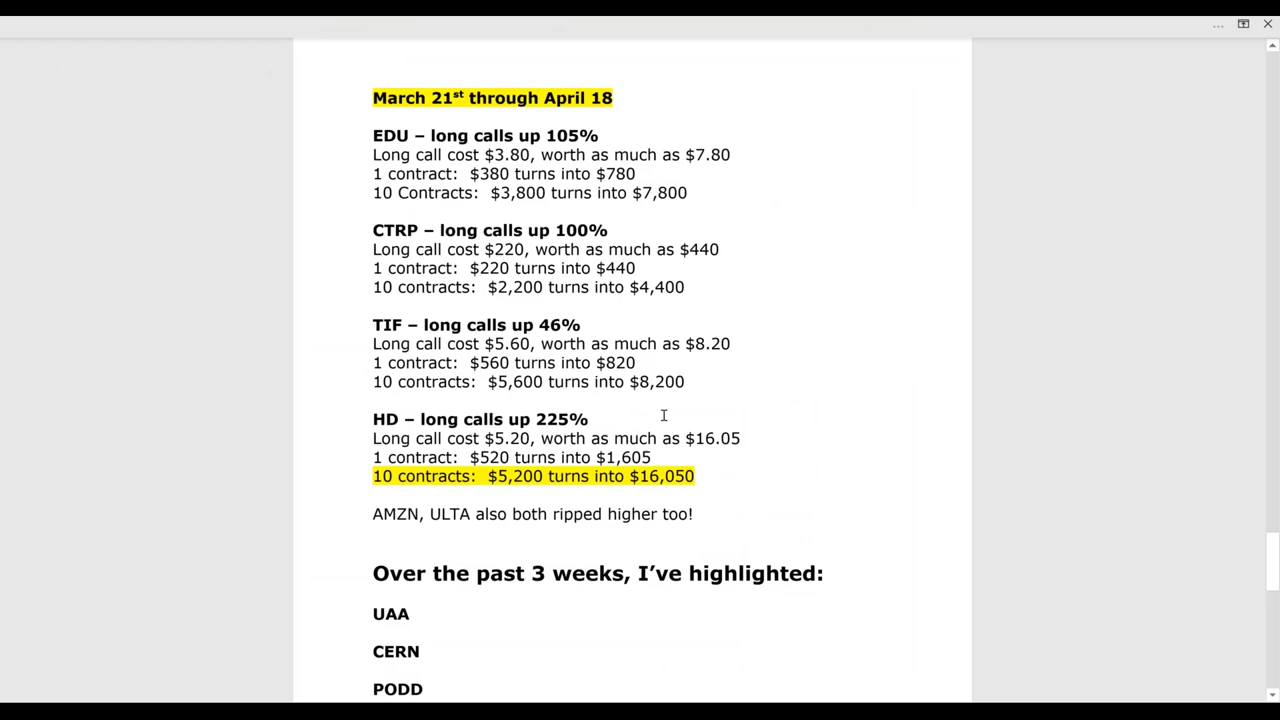 March 21st through April 18
EDU – long calls up 105%
Long call cost $3.80, worth as much as $7.80
1 contract:  $380 turns into $780
10 Contracts:  $3,800 turns into $7,800
CTRP – long calls up 100%
Long call cost $220, worth as much as $440
1 contract:  $220 turns into $440
10 contracts:  $2,200 turns into $4,400
TIF – long calls up 46%
Long call cost $5.60, worth as much as $8.20
1 contract:  $560 turns into $820
10 contracts:  $5,600 turns into $8,200
HD – long calls up 225%
Long call cost $5.20, worth as much as $16.05
1 contract:  $520 turns into $1,605
10 contracts:  $5,200 turns into $16,050
AMZN, ULTA also both ripped higher too!
Over the past 3 weeks, I’ve highlighted:
UAA
CERN
PODD